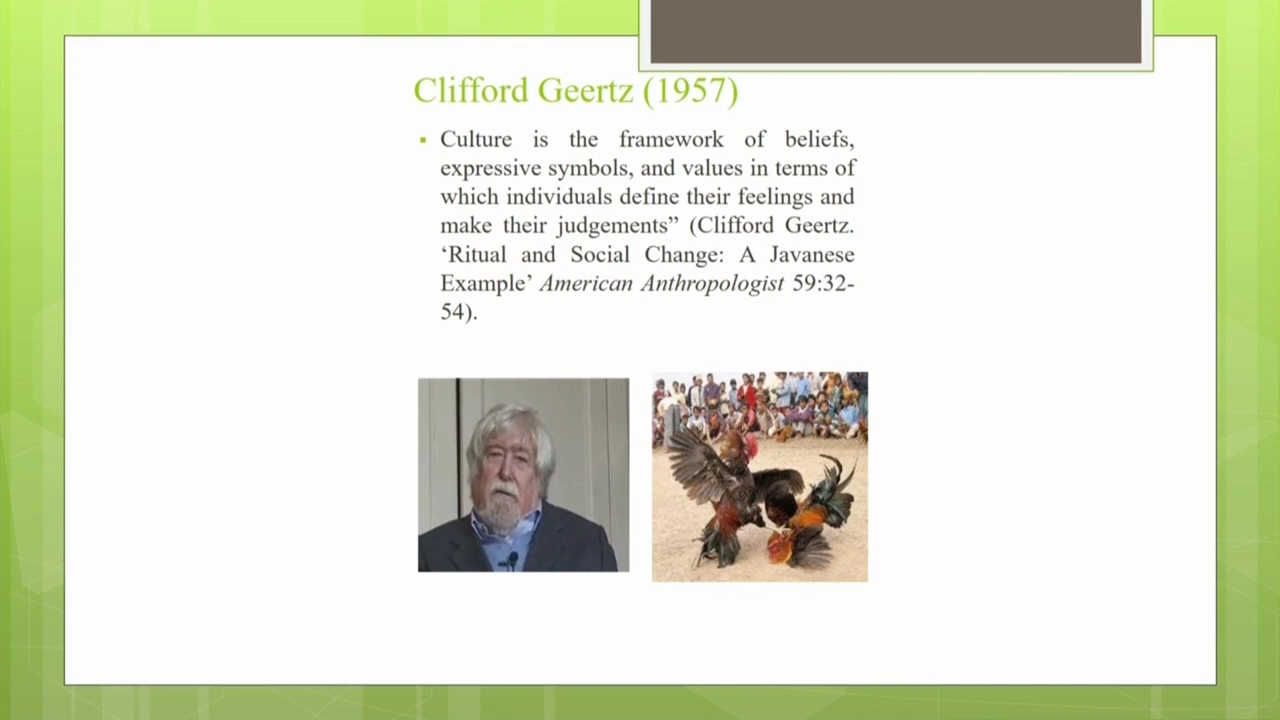 Clifford Geertz (1957)
Culture is the framework of beliefs,
expressive symbols, and values in terms of
which individuals define their feelings and
make their judgements” (Clifford Geertz.
‘Ritual and Social Change: A Javanese
Example’ American Anthropologist 59:32-
54).